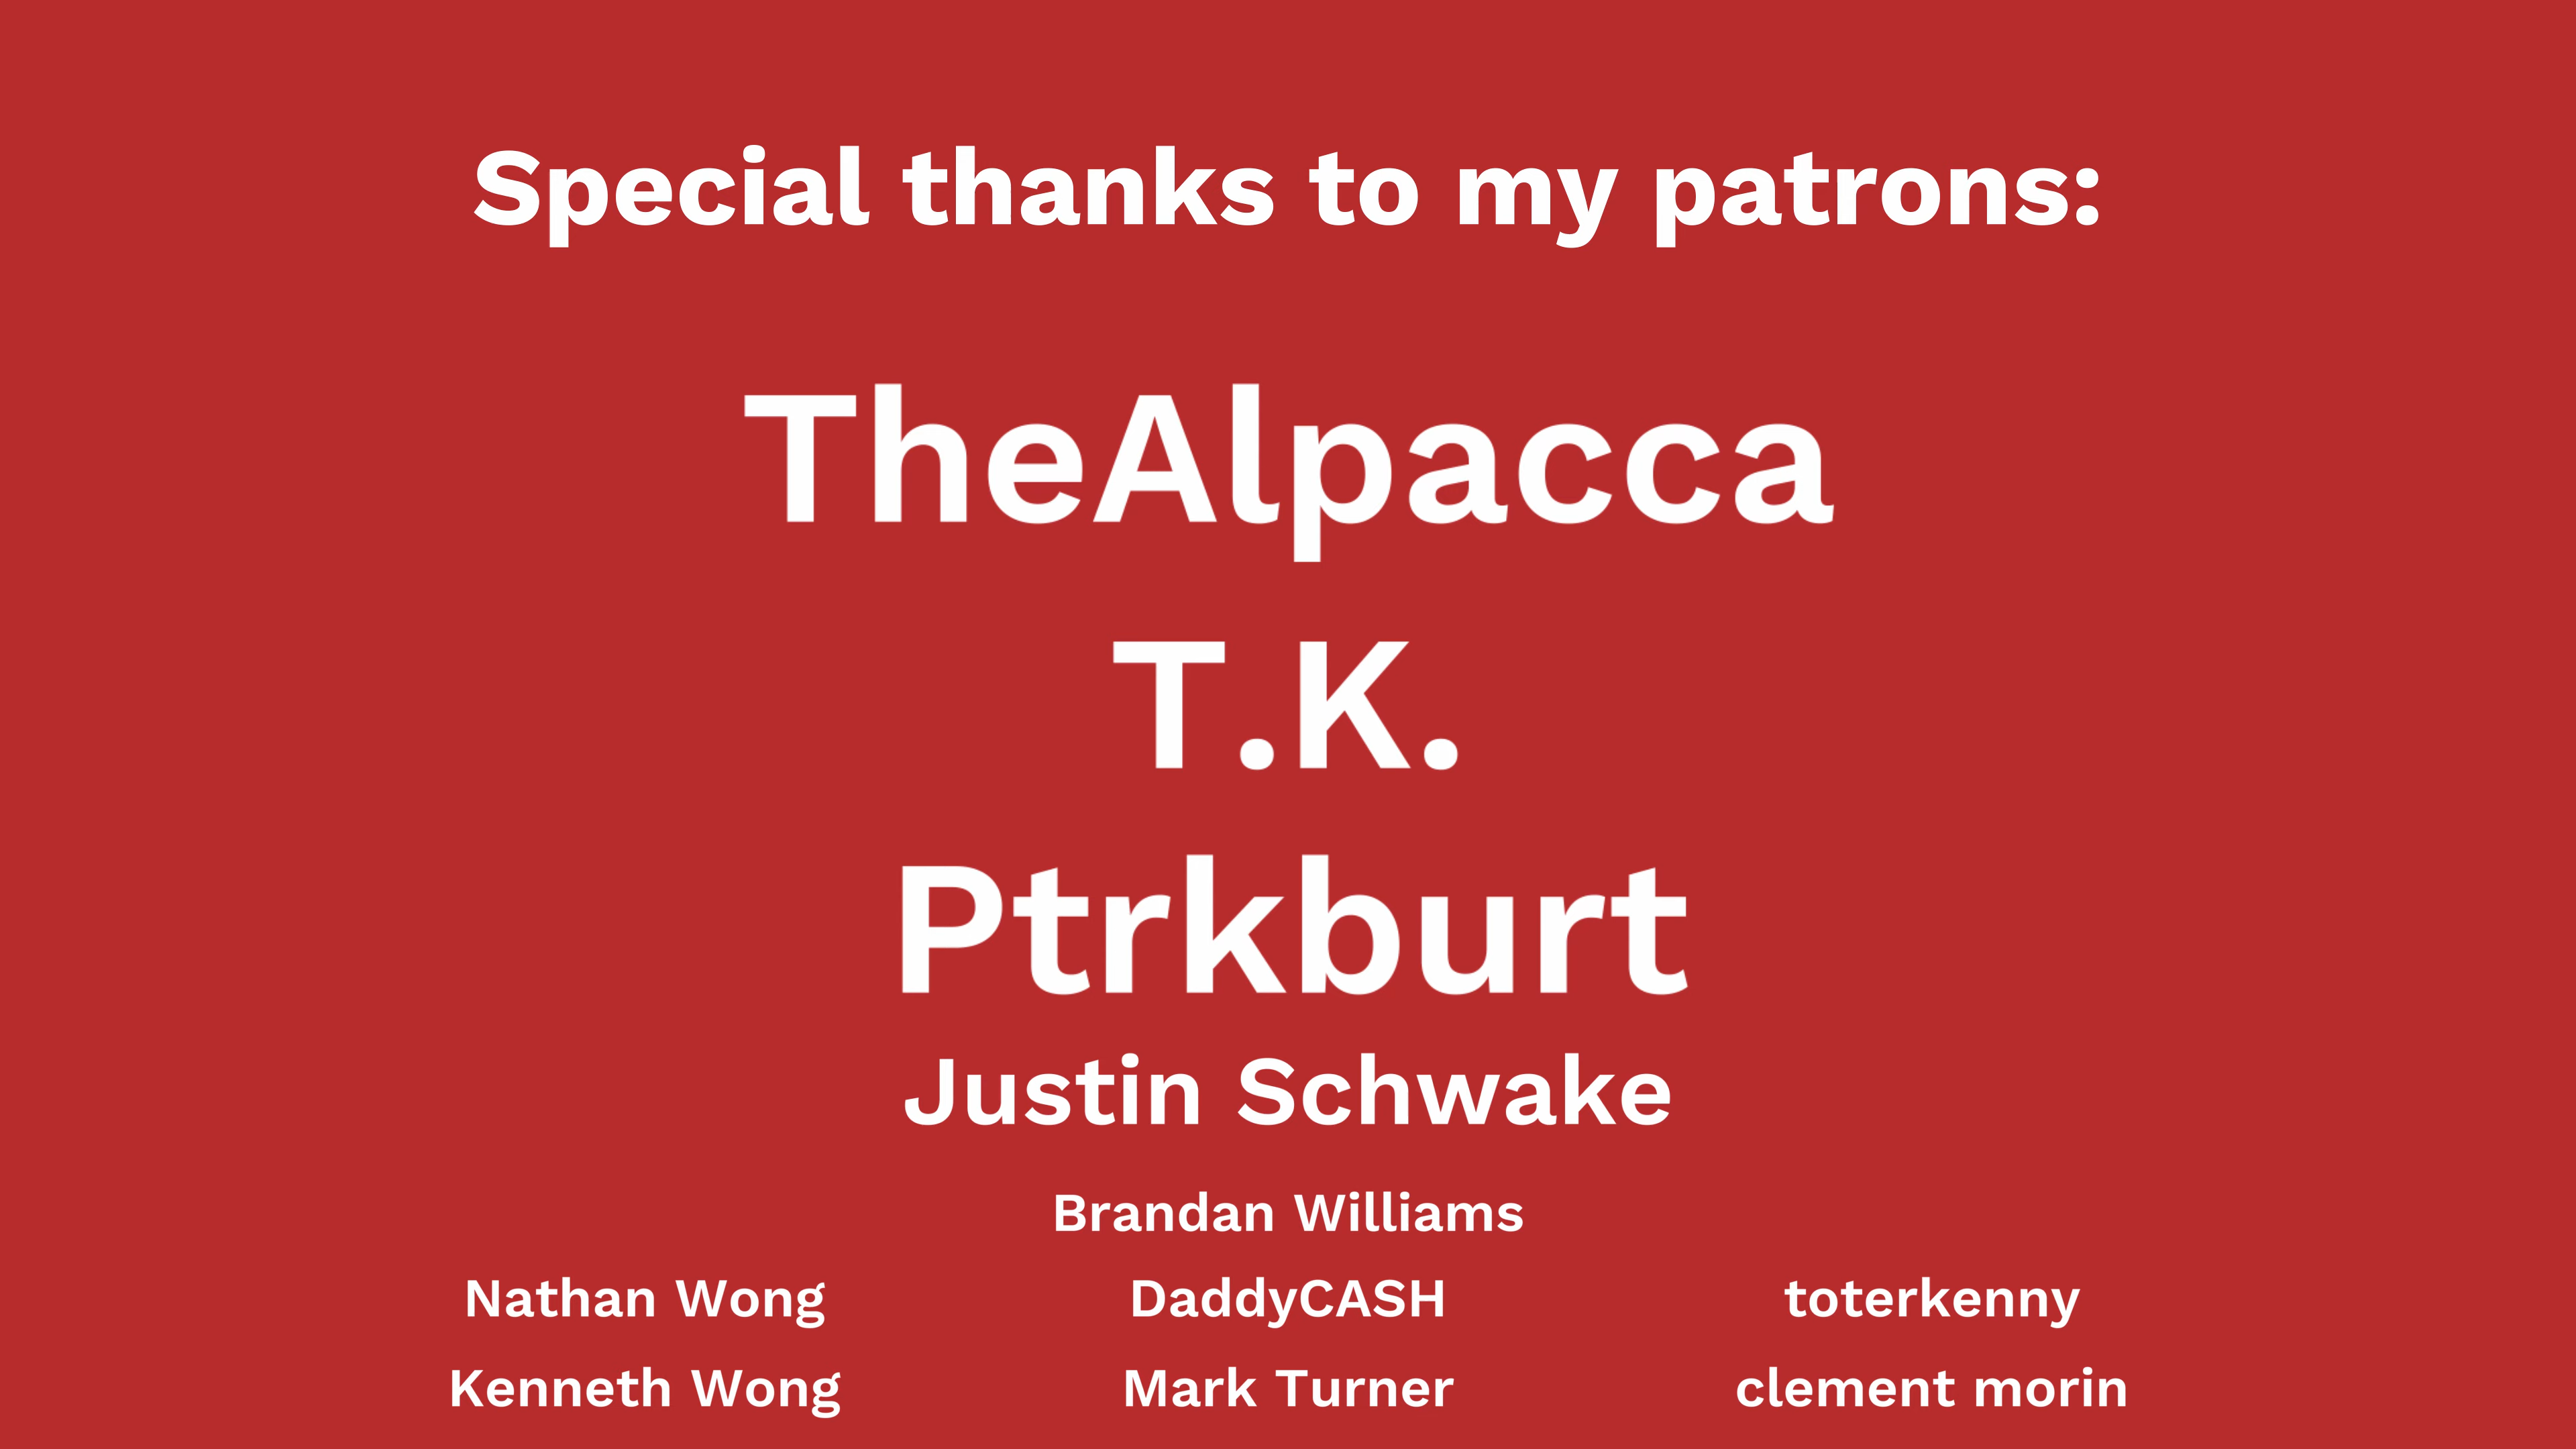 Special thanks to my patrons:
TheAlpacca
T.K.
Ptrkburt
Justin Schwake
Brandan Williams
Nathan Wong DaddyCASH toterkenny
Kenneth Wong Mark Turner clement morin